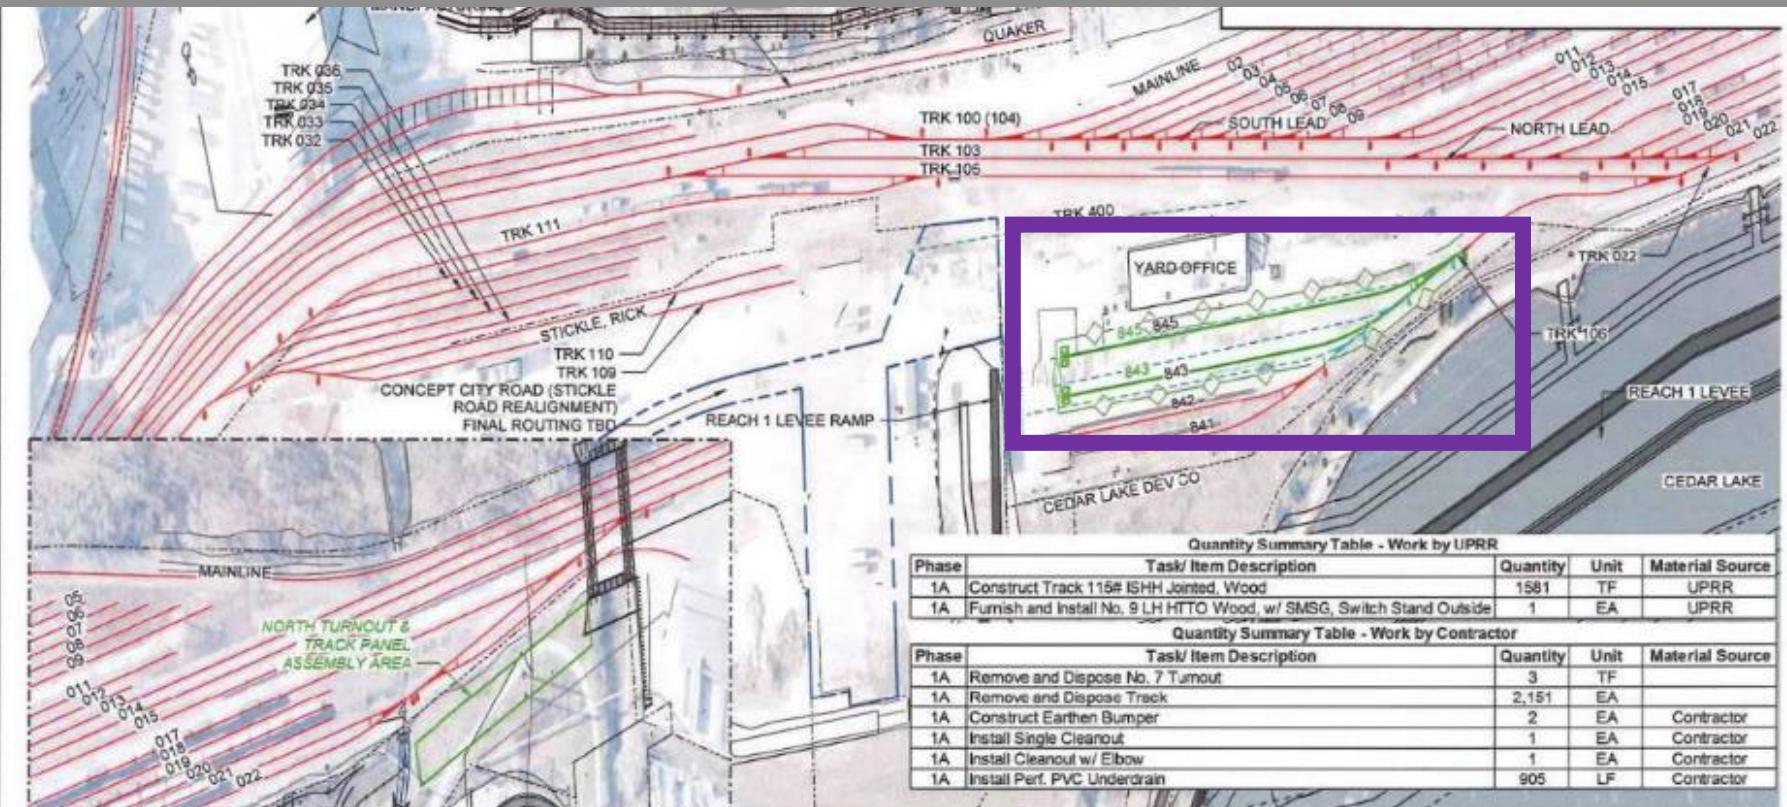 MANUFACTURING
QUAKER
TRK 036
TRK 035
TRK 034
TRK 033
TRK 032
MAINLINE
02
03
04
05
06
07
08
09
011
012
013
014
015
017
018
019
020
021
022
TRK 100 (104)
SOUTH LEAD
NORTH LEAD
TRK 103
TRK 105
TRK 111
TRK 400
YARD OFFICE
TRK 022
845
845
843
843
842
841
TRK 106
STICKLE, RICK
TRK 110
TRK 109
CONCEPT CITY ROAD (STICKLE
ROAD REALIGNMENT)
FINAL ROUTING TBD
REACH 1 LEVEE RAMP
REACH 1 LEVEE
CEDAR LAKE DEV CO
CEDAR LAKE
MAINLINE
05
06
07
08
09
011
012
013
014
015
017
018
019
020
021
022
NORTH TURNOUT &
TRACK PANEL
ASSEMBLY AREA
Quantity Summary Table - Work by UPRR
Phase Task/ Item Description Quantity Unit Material Source
1A Construct Track 115# ISHH Jointed, Wood 1581 TF UPRR
1A Furnish and Install No. 9 LH HTTO Wood, w/ SMSG, Switch Stand Outside 1 EA UPRR
Quantity Summary Table - Work by Contractor
Phase Task/ Item Description Quantity Unit Material Source
1A Remove and Dispose No. 7 Turnout 3 TF
1A Remove and Dispose Track 2,151 EA
1A Construct Earthen Bumper 2 EA Contractor
1A Install Single Cleanout 1 EA Contractor
1A Install Cleanout w/ Elbow 1 EA Contractor
1A Install Perf. PVC Underdrain 905 LF Contractor